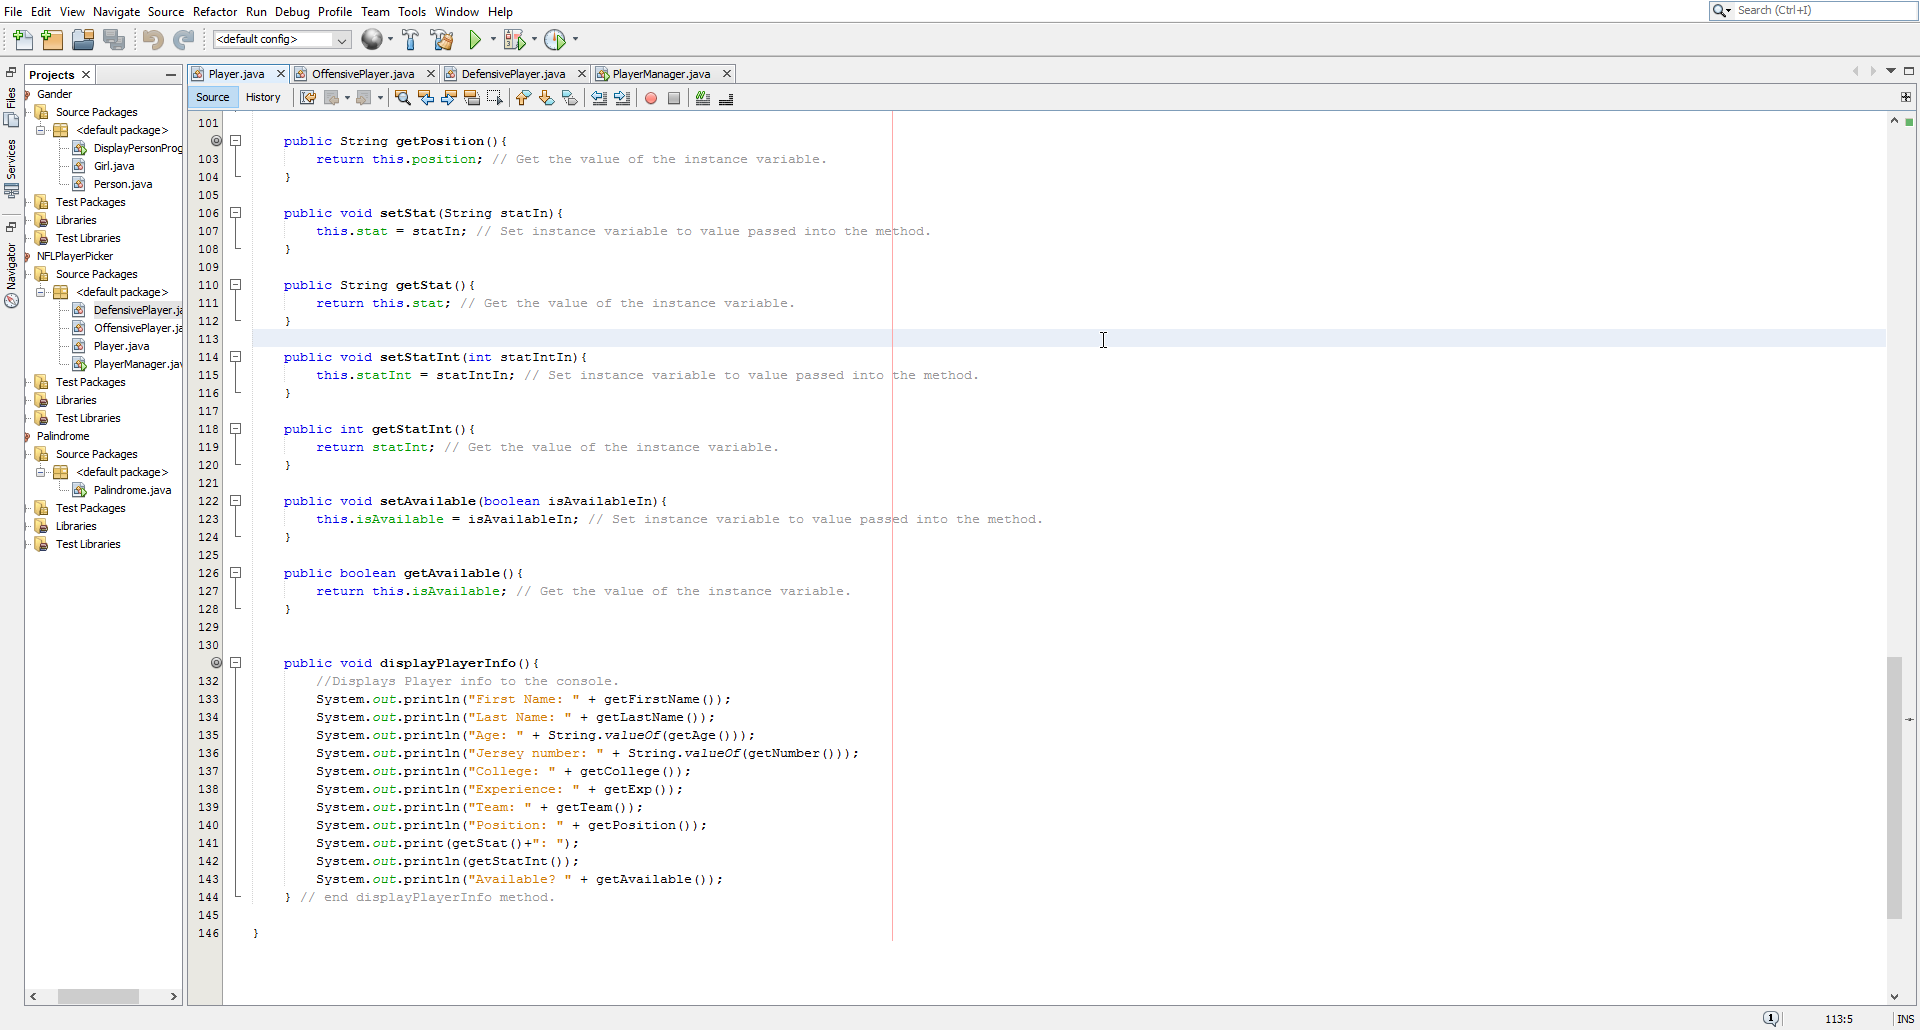 File Edit View Navigate Source Refactor Run Debug Profile Team Tools Window Help
Search (Ctrl+I)
<default config>
Files
Services
Navigator
Projects
Gander
Source Packages
<default package>
DisplayPersonProg
Girl.java
Person.java
Test Packages
Libraries
Test Libraries
NFLPlayerPicker
Source Packages
<default package>
DefensivePlayer.ja
OffensivePlayer.ja
Player.java
PlayerManager.jav
Test Packages
Libraries
Test Libraries
Palindrome
Source Packages
<default package>
Palindrome.java
Test Packages
Libraries
Test Libraries
Player.java OffensivePlayer.java DefensivePlayer.java PlayerManager.java
Source History
101
public String getPosition(){
103 return this.position; // Get the value of the instance variable.
104 }
105
106 public void setStat(String statIn){
107 this.stat = statIn; // Set instance variable to value passed into the method.
108 }
109
110 public String getStat(){
111 return this.stat; // Get the value of the instance variable.
112 }
113
114 public void setStatInt(int statIntIn){
115 this.statInt = statIntIn; // Set instance variable to value passed into the method.
116 }
117
118 public int getStatInt(){
119 return statInt; // Get the value of the instance variable.
120 }
121
122 public void setAvailable(boolean isAvailableIn){
123 this.isAvailable = isAvailableIn; // Set instance variable to value passed into the method.
124 }
125
126 public boolean getAvailable(){
127 return this.isAvailable; // Get the value of the instance variable.
128 }
129
130
public void displayPlayerInfo(){
132 //Displays Player info to the console.
133 System.out.println("First Name: " + getFirstName());
134 System.out.println("Last Name: " + getLastName());
135 System.out.println("Age: " + String.valueOf(getAge()));
136 System.out.println("Jersey number: " + String.valueOf(getNumber()));
137 System.out.println("College: " + getCollege());
138 System.out.println("Experience: " + getExp());
139 System.out.println("Team: " + getTeam());
140 System.out.println("Position: " + getPosition());
141 System.out.print(getStat()+": ");
142 System.out.println(getStatInt());
143 System.out.println("Available? " + getAvailable());
144 } // end displayPlayerInfo method.
145
146 }
1 113:5 INS